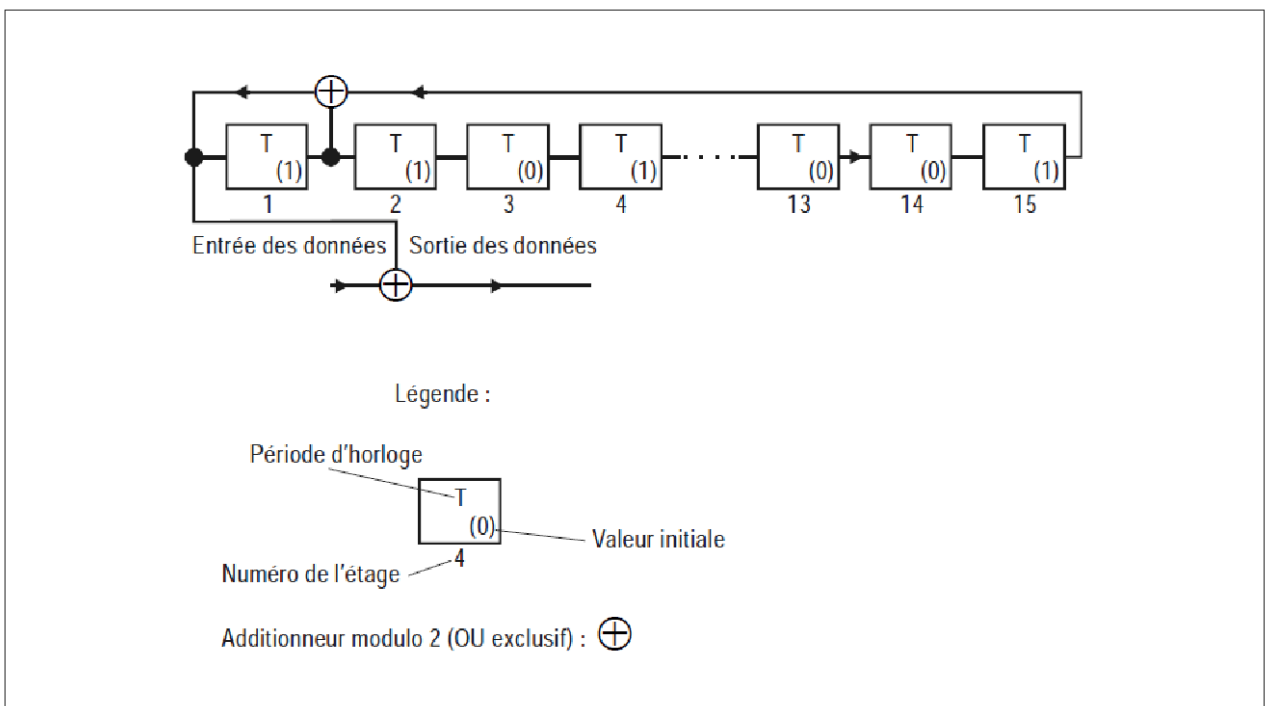 T T T T T T T
(1) (1) (0) (1) (0) (0) (1)
1 2 3 4 13 14 15
Entrée des données Sortie des données
Légende :
Période d'horloge
T
(0)
Valeur initiale
4
Numéro de l'étage
Additionneur modulo 2 (OU exclusif) :